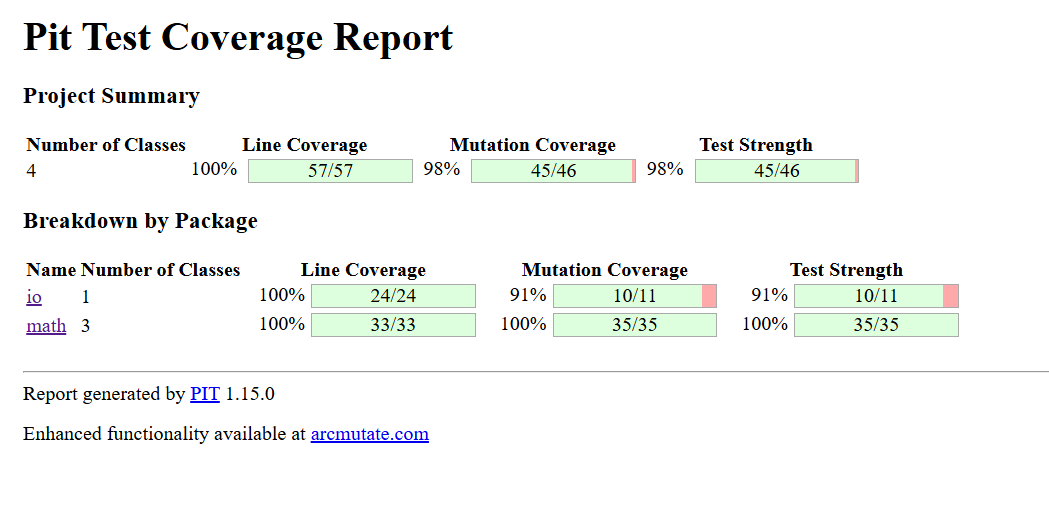 Pit Test Coverage Report
Project Summary
Number of Classes Line Coverage Mutation Coverage Test Strength
4 100% 57/57 98% 45/46 98% 45/46
Breakdown by Package
Name Number of Classes Line Coverage Mutation Coverage Test Strength
io 1 100% 24/24 91% 10/11 91% 10/11
math 3 100% 33/33 100% 35/35 100% 35/35
Report generated by PIT 1.15.0
Enhanced functionality available at arcmutate.com